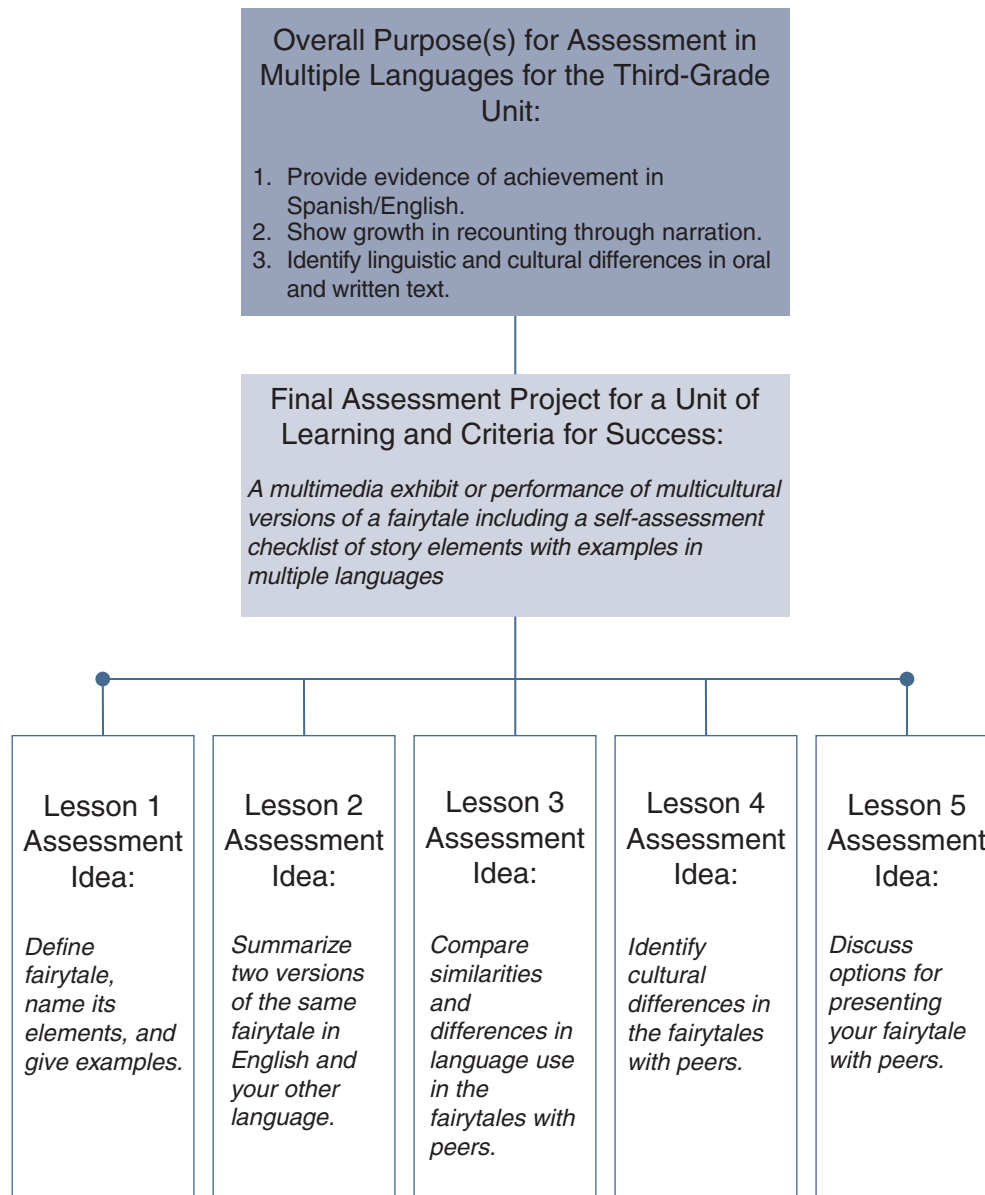 Overall Purpose(s) for Assessment in
Multiple Languages for the Third-Grade
Unit:
1. Provide evidence of achievement in
Spanish/English.
2. Show growth in recounting through narration.
3. Identify linguistic and cultural differences in oral
and written text.
Final Assessment Project for a Unit of
Learning and Criteria for Success:
A multimedia exhibit or performance of multicultural
versions of a fairytale including a self-assessment
checklist of story elements with examples in
multiple languages
Lesson 1
Assessment
Idea:
Define
fairytale,
name its
elements, and
give examples.
Lesson 2
Assessment
Idea:
Summarize
two versions
of the same
fairytale in
English and
your other
language.
Lesson 3
Assessment
Idea:
Compare
similarities
and
differences in
language use
in the
fairytales with
peers.
Lesson 4
Assessment
Idea:
Identify
cultural
differences in
the fairytales
with peers.
Lesson 5
Assessment
Idea:
Discuss
options for
presenting
your fairytale
with peers.